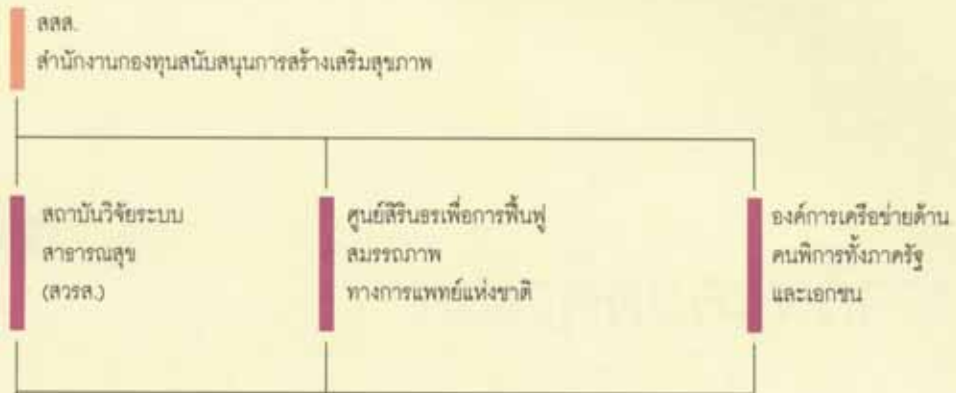 สสส.
สำนักงานกองทุนสนับสนุนการสร้างเสริมสุขภาพ
สถาบันวิจัยระบบ
สาธารณสุข
(สวรส.)
ศูนย์สิรินธรเพื่อการฟื้นฟู
สมรรถภาพ
ทางการแพทย์แห่งชาติ
องค์การเครือข่ายด้าน
คนพิการทั้งภาครัฐ
และเอกชน